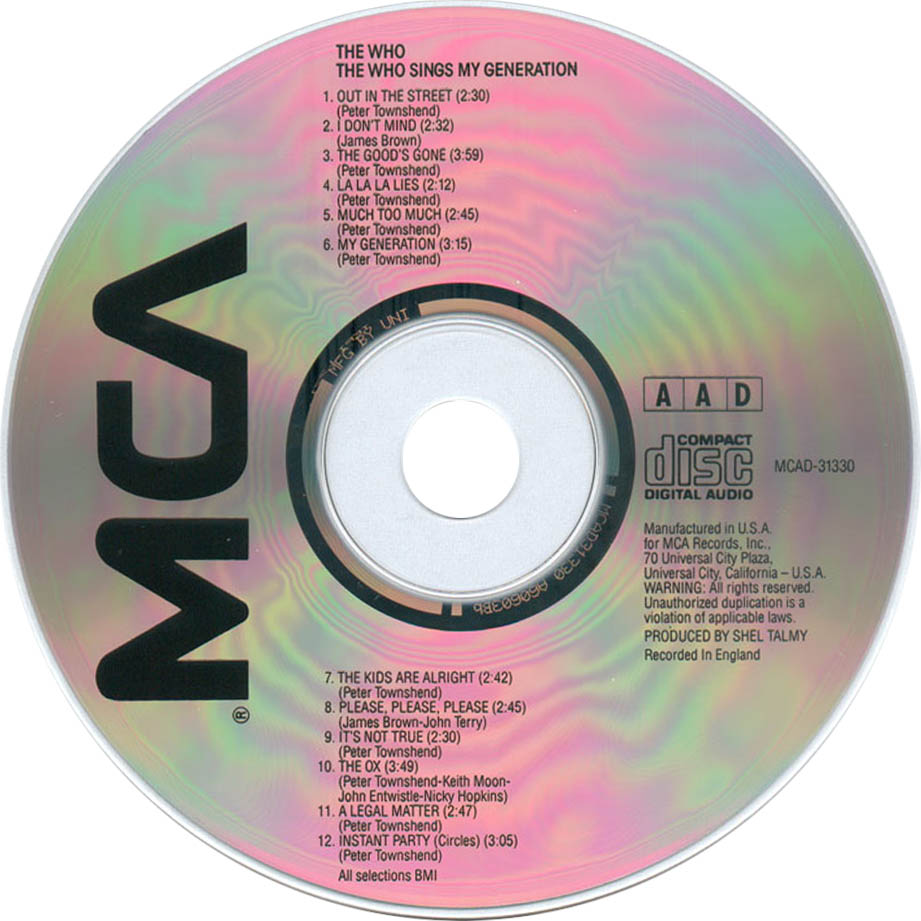 THE WHO
THE WHO SINGS MY GENERATION
1. OUT IN THE STREET (2:30)
(Peter Townshend)
2. I DON'T MIND (2:32)
(James Brown)
3. THE GOOD'S GONE (3:59)
(Peter Townshend)
4. LA LA LA LIES (2:12)
(Peter Townshend)
5. MUCH TOO MUCH (2:45)
(Peter Townshend)
6. MY GENERATION (3:15)
(Peter Townshend)
MCA
®
MFG BY UNI
A A D
COMPACT
disc
DIGITAL AUDIO
MCAD-31330
MCAD31330
Manufactured in U.S.A.
for MCA Records, Inc.,
70 Universal City Plaza,
Universal City, California – U.S.A.
WARNING: All rights reserved.
Unauthorized duplication is a
violation of applicable laws.
PRODUCED BY SHEL TALMY
Recorded In England
7. THE KIDS ARE ALRIGHT (2:42)
(Peter Townshend)
8. PLEASE, PLEASE, PLEASE (2:45)
(James Brown-John Terry)
9. IT'S NOT TRUE (2:30)
(Peter Townshend)
10. THE OX (3:49)
(Peter Townshend-Keith Moon-
John Entwistle-Nicky Hopkins)
11. A LEGAL MATTER (2:47)
(Peter Townshend)
12. INSTANT PARTY (Circles) (3:05)
(Peter Townshend)
All selections BMI